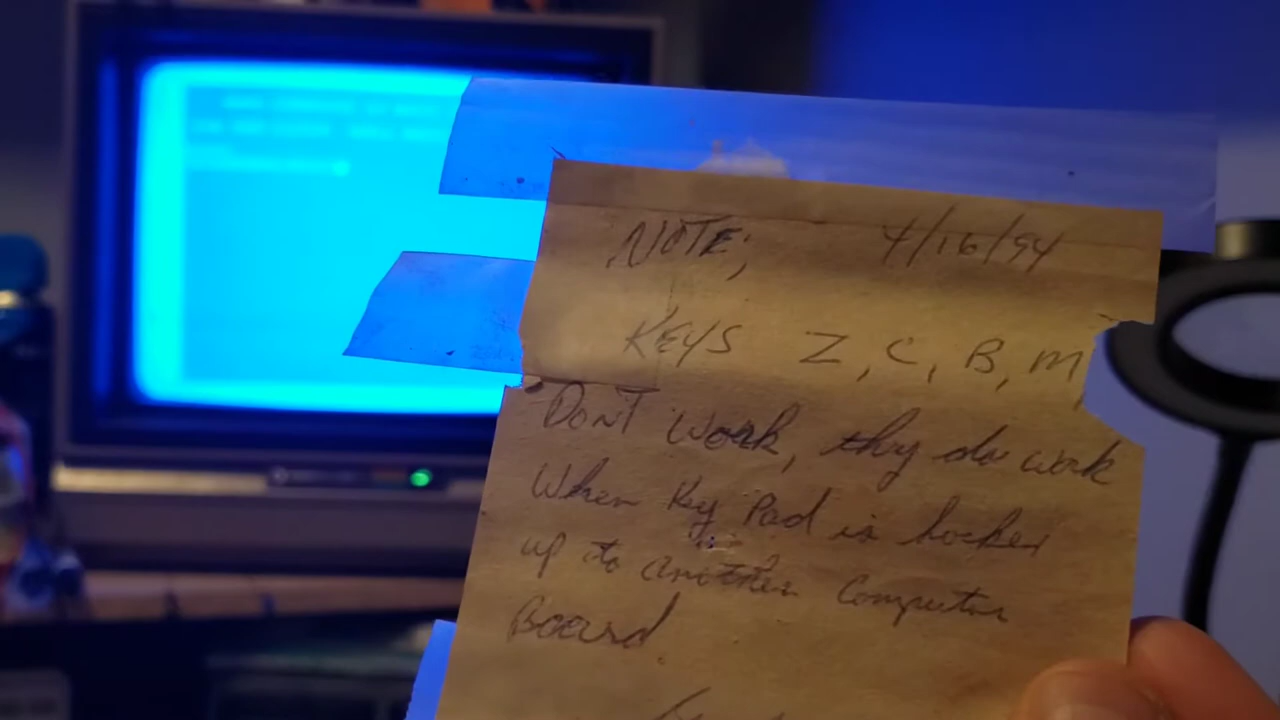 NOTE; 4/16/94
KEYS Z, C, B, M,
DONT Work, they do work
When Key Pad is hooked
up to another Computer
Board.